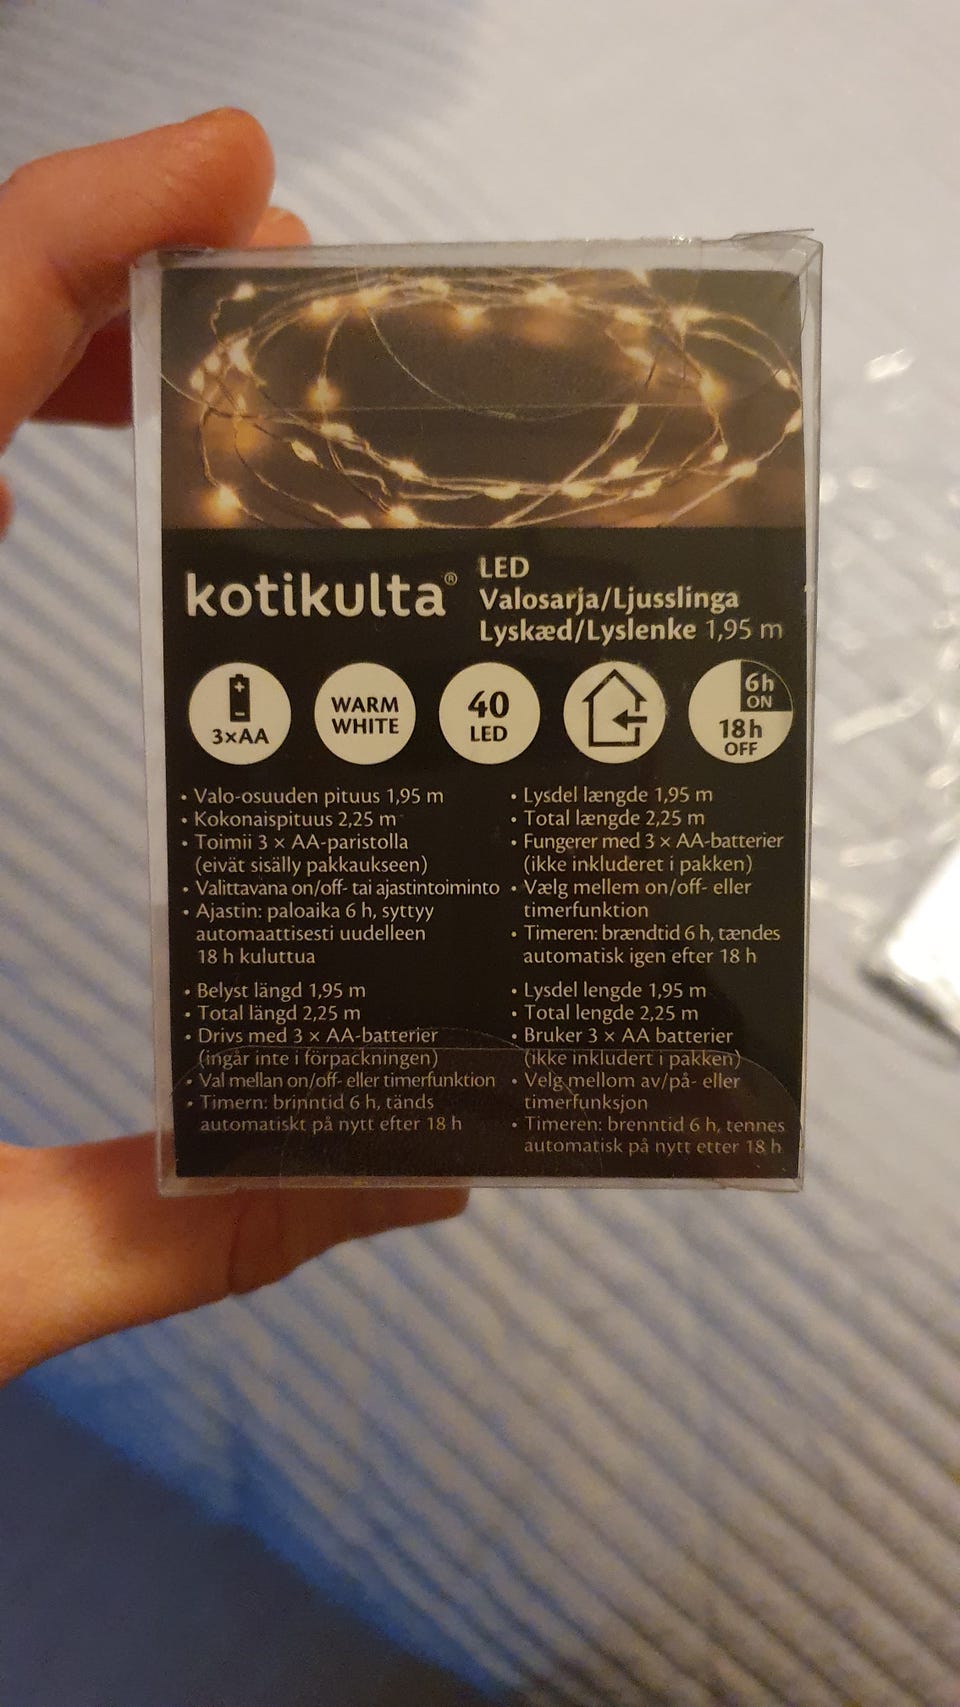 kotikulta®
LED
Valosarja/Ljusslinga
Lyskæd/Lyslenke 1,95 m
3xAA
WARM
WHITE
40
LED
6h
ON
18h
OFF
• Valo-osuuden pituus 1,95 m
• Kokonaispituus 2,25 m
• Toimii 3 x AA-paristolla
(eivät sisälly pakkaukseen)
• Valittavana on/off- tai ajastintoiminto
• Ajastin: paloaika 6 h, syttyy
automaattisesti uudelleen
18 h kuluttua
• Lysdel længde 1,95 m
• Total længde 2,25 m
• Fungerer med 3 x AA-batterier
(ikke inkluderet i pakken)
• Vælg mellem on/off- eller
timerfunktion
• Timeren: brændtid 6 h, tændes
automatisk igen efter 18 h
• Belyst längd 1,95 m
• Total längd 2,25 m
• Drivs med 3 x AA-batterier
(ingår inte i förpackningen)
• Val mellan on/off- eller timerfunktion
• Timern: brinntid 6 h, tänds
automatiskt på nytt efter 18 h
• Lysdel lengde 1,95 m
• Total lengde 2,25 m
• Bruker 3 x AA batterier
(ikke inkludert i pakken)
• Velg mellom av/på- eller
timerfunksjon
• Timeren: brenntid 6 h, tennes
automatisk på nytt etter 18 h